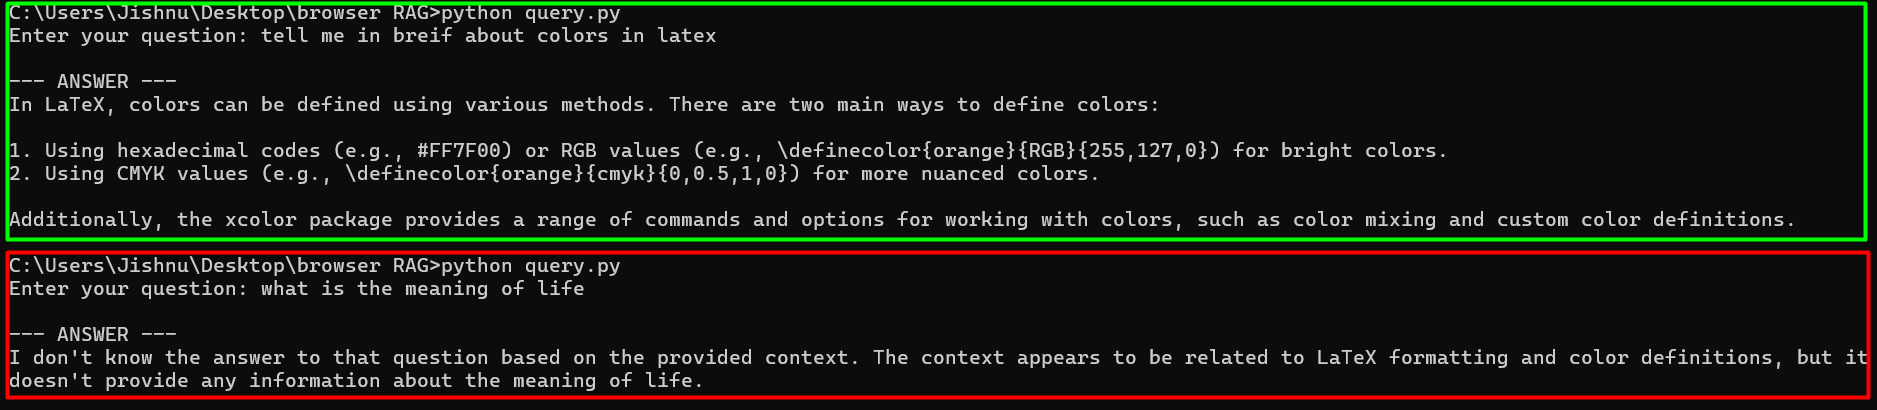 C:\Users\Jishnu\Desktop\browser RAG>python query.py
Enter your question: tell me in breif about colors in latex
--- ANSWER ---
In LaTeX, colors can be defined using various methods. There are two main ways to define colors:
1. Using hexadecimal codes (e.g., #FF7F00) or RGB values (e.g., \definecolor{orange}{RGB}{255,127,0}) for bright colors.
2. Using CMYK values (e.g., \definecolor{orange}{cmyk}{0,0.5,1,0}) for more nuanced colors.
Additionally, the xcolor package provides a range of commands and options for working with colors, such as color mixing and custom color definitions.
C:\Users\Jishnu\Desktop\browser RAG>python query.py
Enter your question: what is the meaning of life
--- ANSWER ---
I don't know the answer to that question based on the provided context. The context appears to be related to LaTeX formatting and color definitions, but it
doesn't provide any information about the meaning of life.